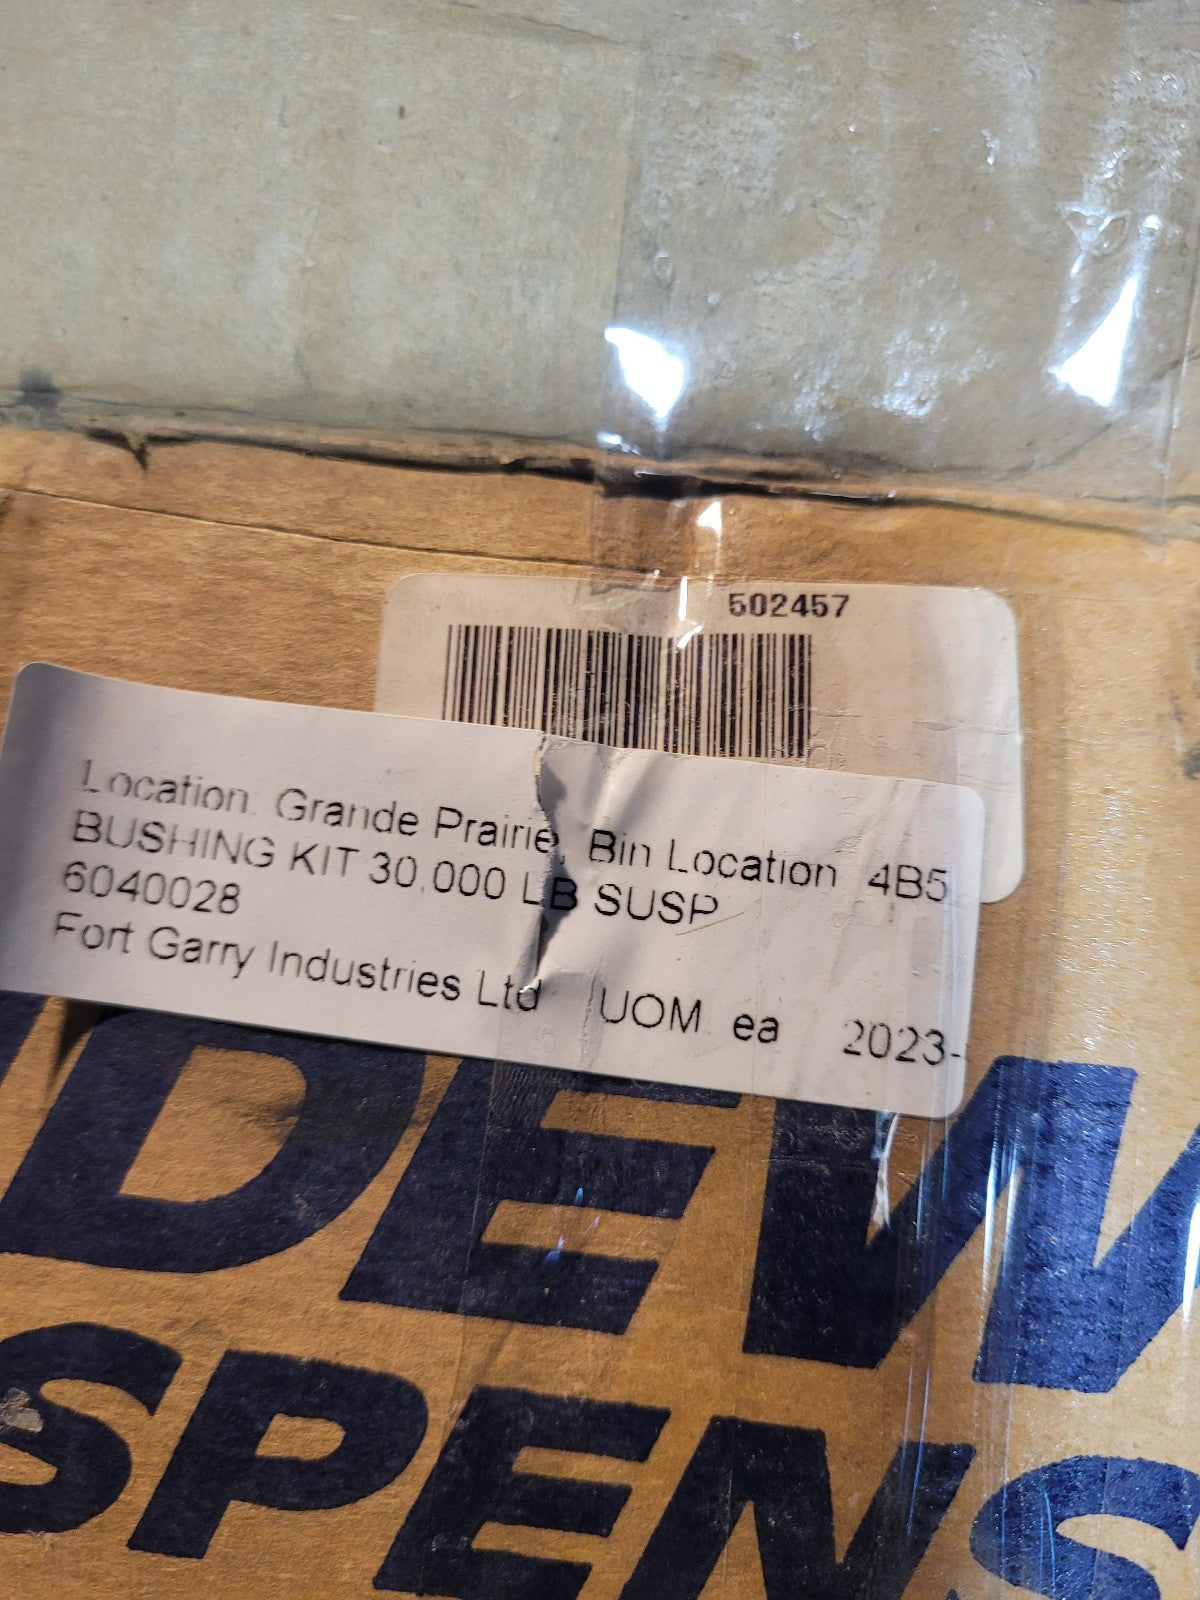 502457
Location: Grande Prairie, Bin Location: 4B5
BUSHING KIT 30,000 LB SUSP
6040028
Fort Garry Industries Ltd UOM: ea 2023-
DEW
SPENS